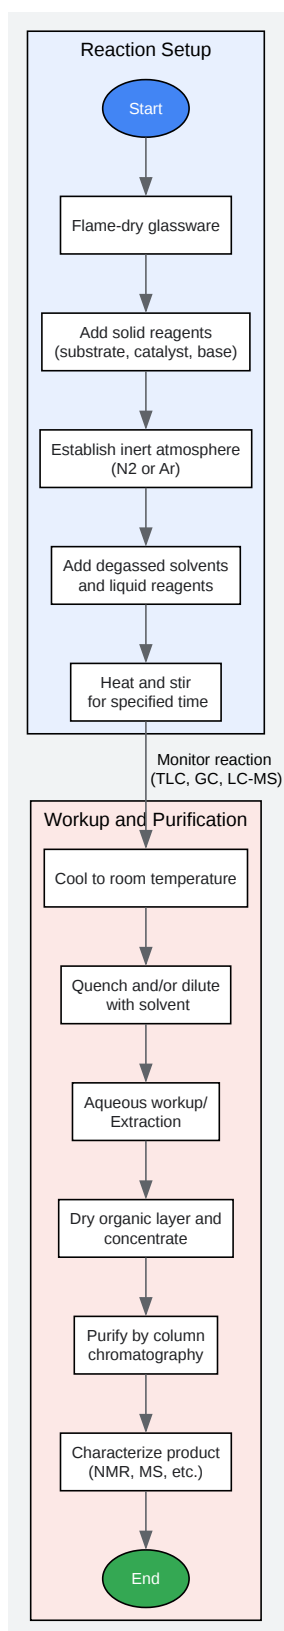 Reaction Setup
Start
Flame-dry glassware
Add solid reagents
(substrate, catalyst, base)
Establish inert atmosphere
(N2 or Ar)
Add degassed solvents
and liquid reagents
Heat and stir
for specified time
Monitor reaction
(TLC, GC, LC-MS)
Workup and Purification
Cool to room temperature
Quench and/or dilute
with solvent
Aqueous workup/
Extraction
Dry organic layer and
concentrate
Purify by column
chromatography
Characterize product
(NMR, MS, etc.)
End